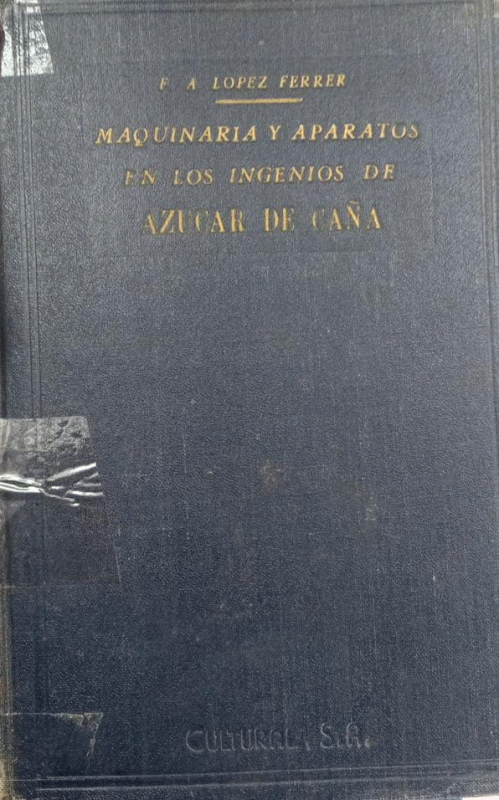 F. A LOPEZ FERRER
MAQUINARIA Y APARATOS
EN LOS INGENIOS DE
AZUCAR DE CAÑA
CULTURAL, S.A.